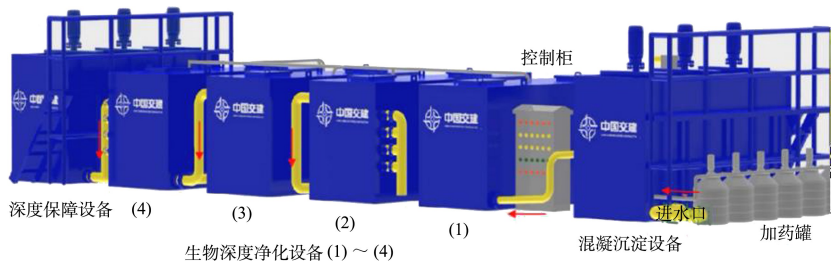 控制柜
中国交建
中国交建
中国交建
中国交建
中国交建
中国交建
进水口
深度保障设备
(4)
(3)
(2)
(1)
混凝沉淀设备
加药罐
生物深度净化设备(1)～(4)